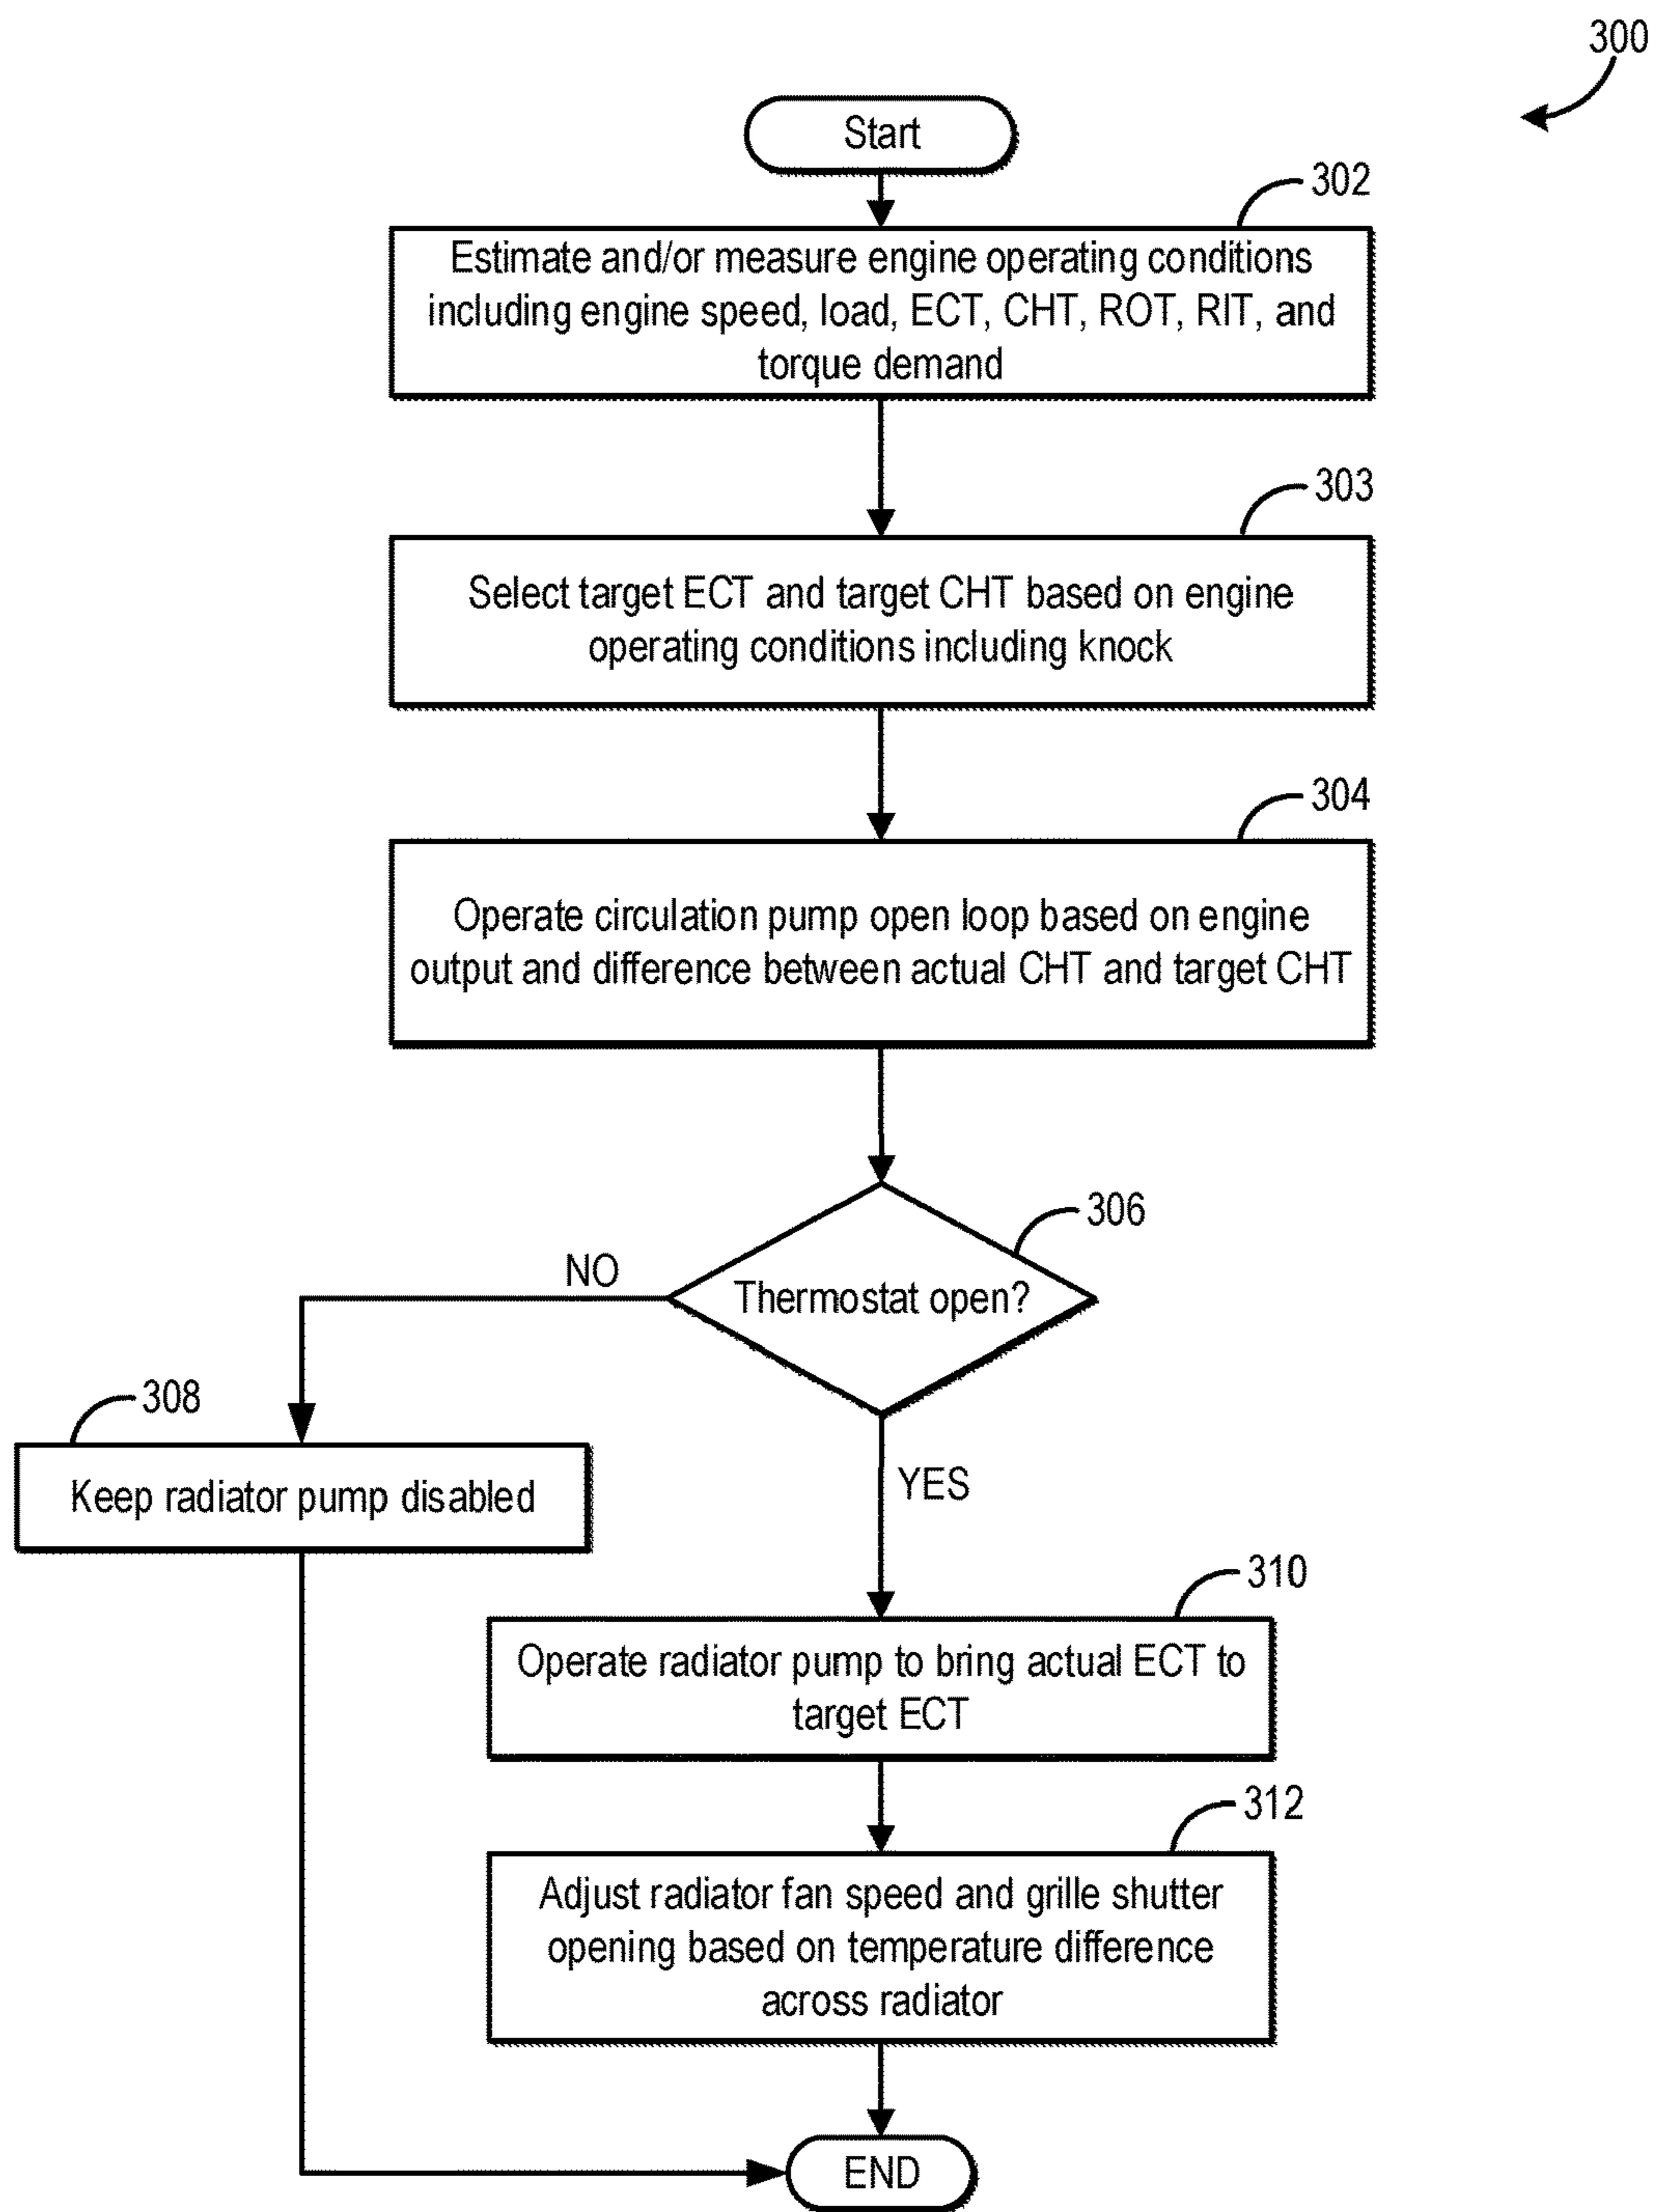 300
Start
302
Estimate and/or measure engine operating conditions
including engine speed, load, ECT, CHT, ROT, RIT, and
torque demand
303
Select target ECT and target CHT based on engine
operating conditions including knock
304
Operate circulation pump open loop based on engine
output and difference between actual CHT and target CHT
306
Thermostat open?
NO
308
Keep radiator pump disabled
YES
310
Operate radiator pump to bring actual ECT to
target ECT
312
Adjust radiator fan speed and grille shutter
opening based on temperature difference
across radiator
END